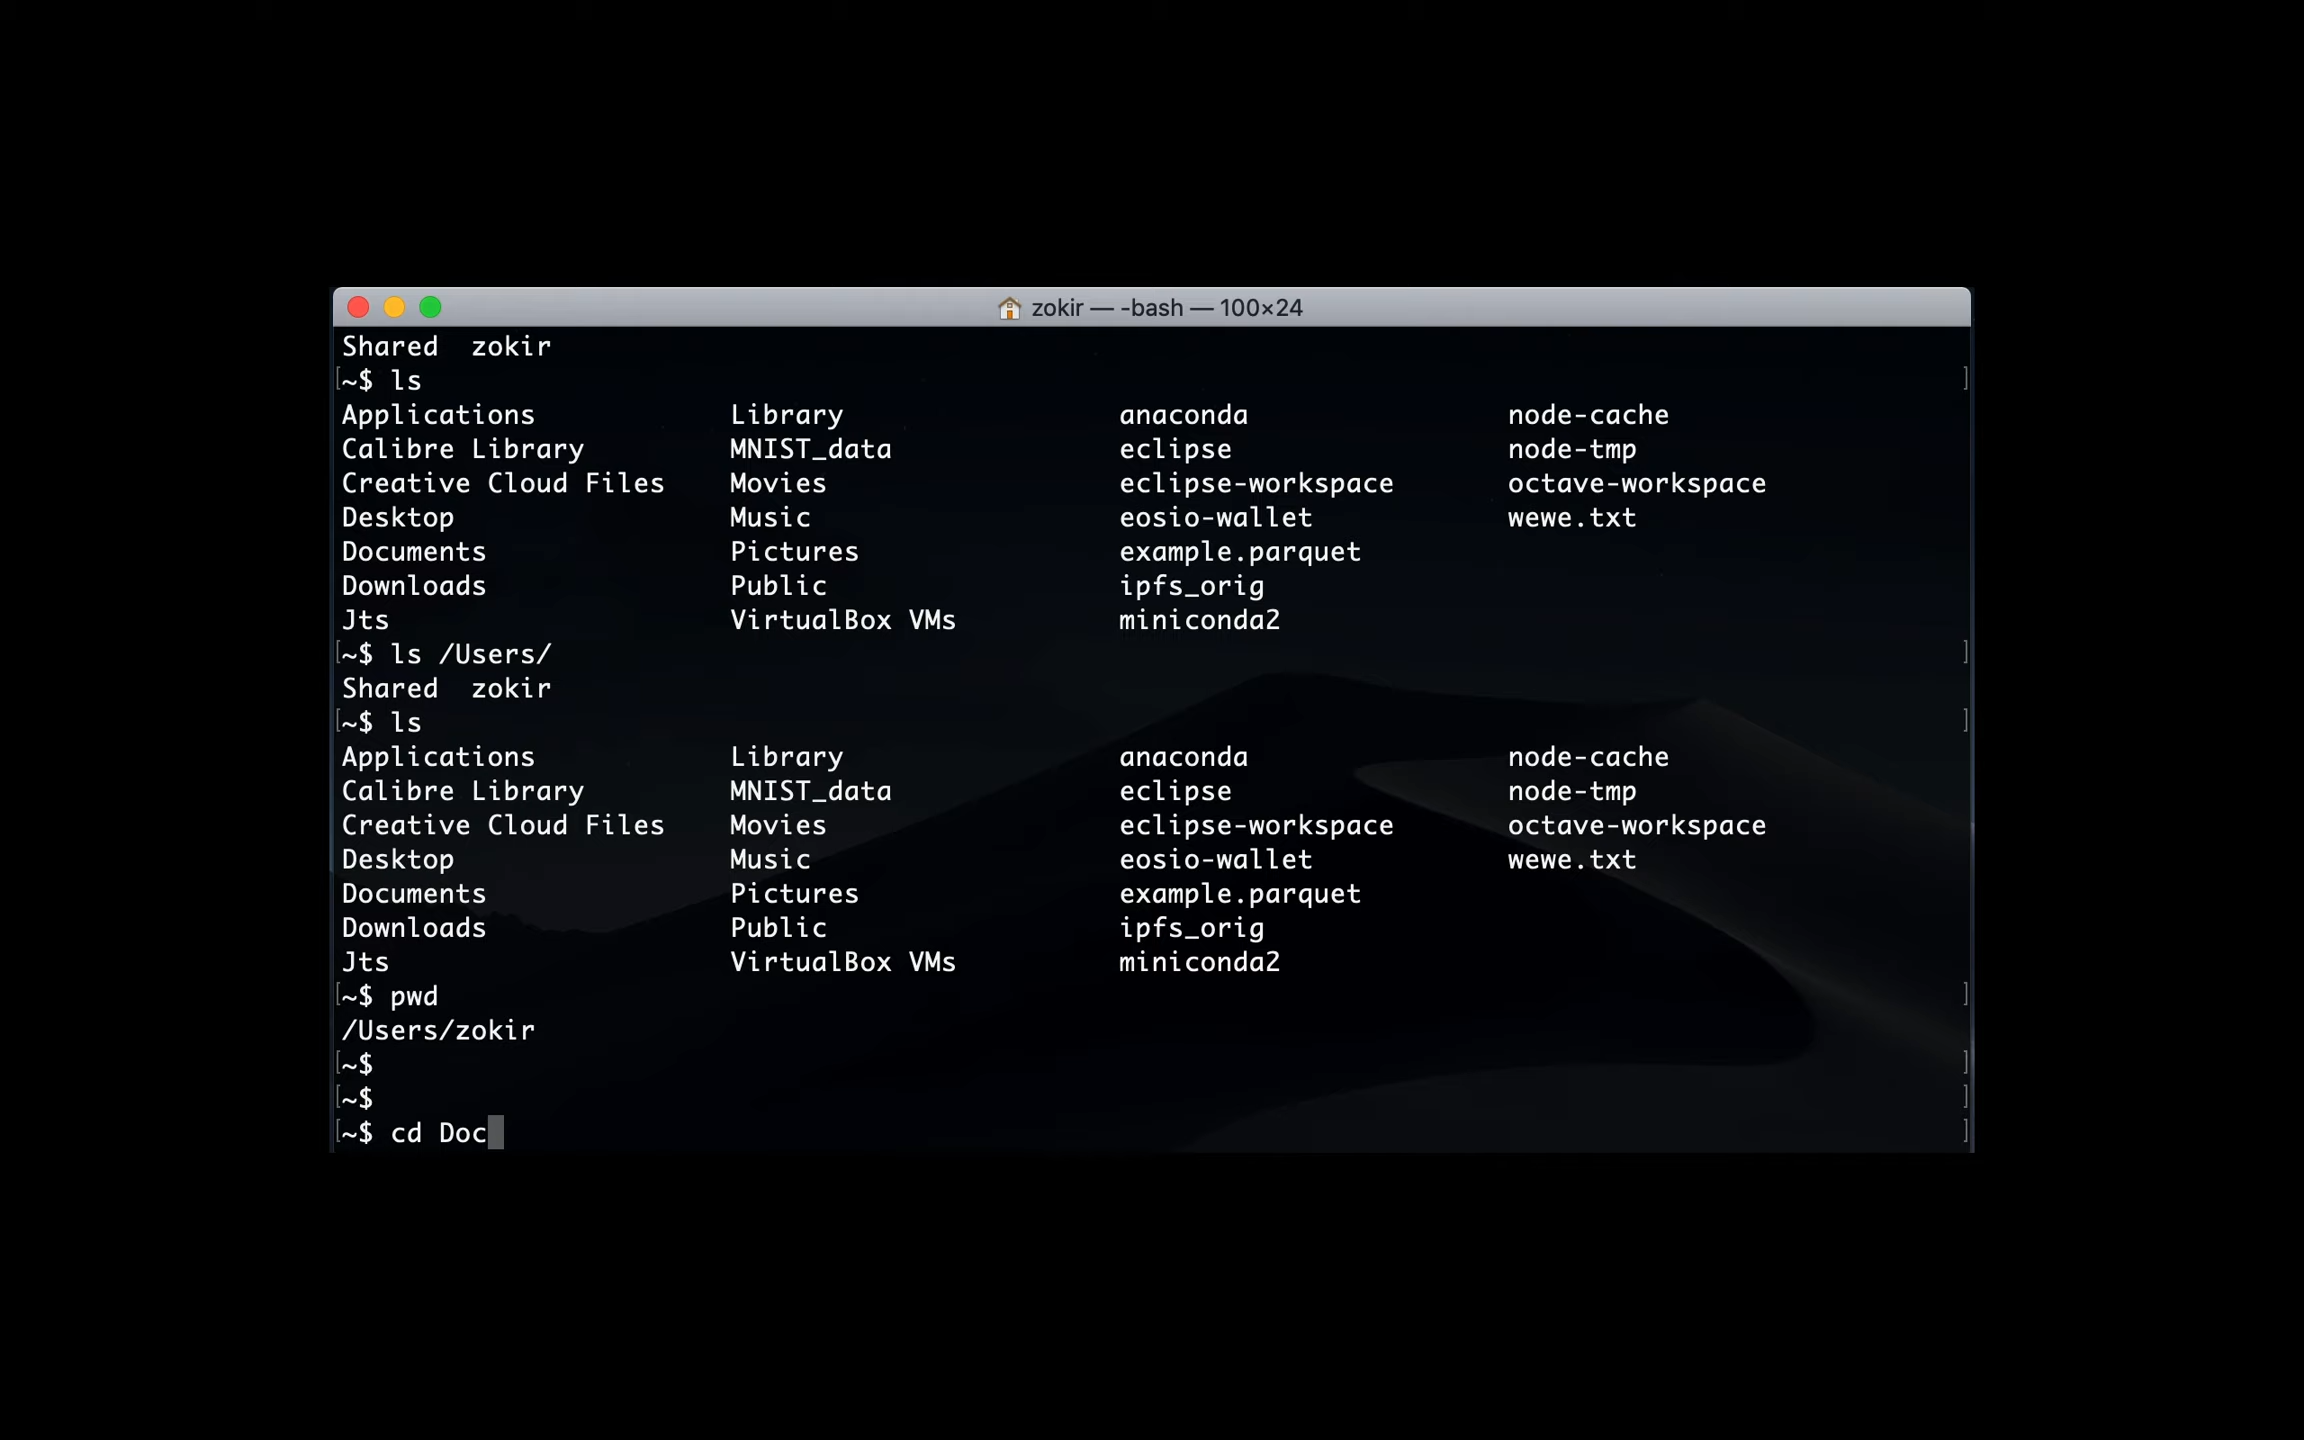 zokir — -bash — 100×24
Shared  zokir
[~$ ls ]
Applications Library anaconda node-cache
Calibre Library MNIST_data eclipse node-tmp
Creative Cloud Files Movies eclipse-workspace octave-workspace
Desktop Music eosio-wallet wewe.txt
Documents Pictures example.parquet
Downloads Public ipfs_orig
Jts VirtualBox VMs miniconda2
[~$ ls /Users/ ]
Shared  zokir
[~$ ls ]
Applications Library anaconda node-cache
Calibre Library MNIST_data eclipse node-tmp
Creative Cloud Files Movies eclipse-workspace octave-workspace
Desktop Music eosio-wallet wewe.txt
Documents Pictures example.parquet
Downloads Public ipfs_orig
Jts VirtualBox VMs miniconda2
[~$ pwd ]
/Users/zokir
[~$ ]
[~$ ]
[~$ cd Doc ]